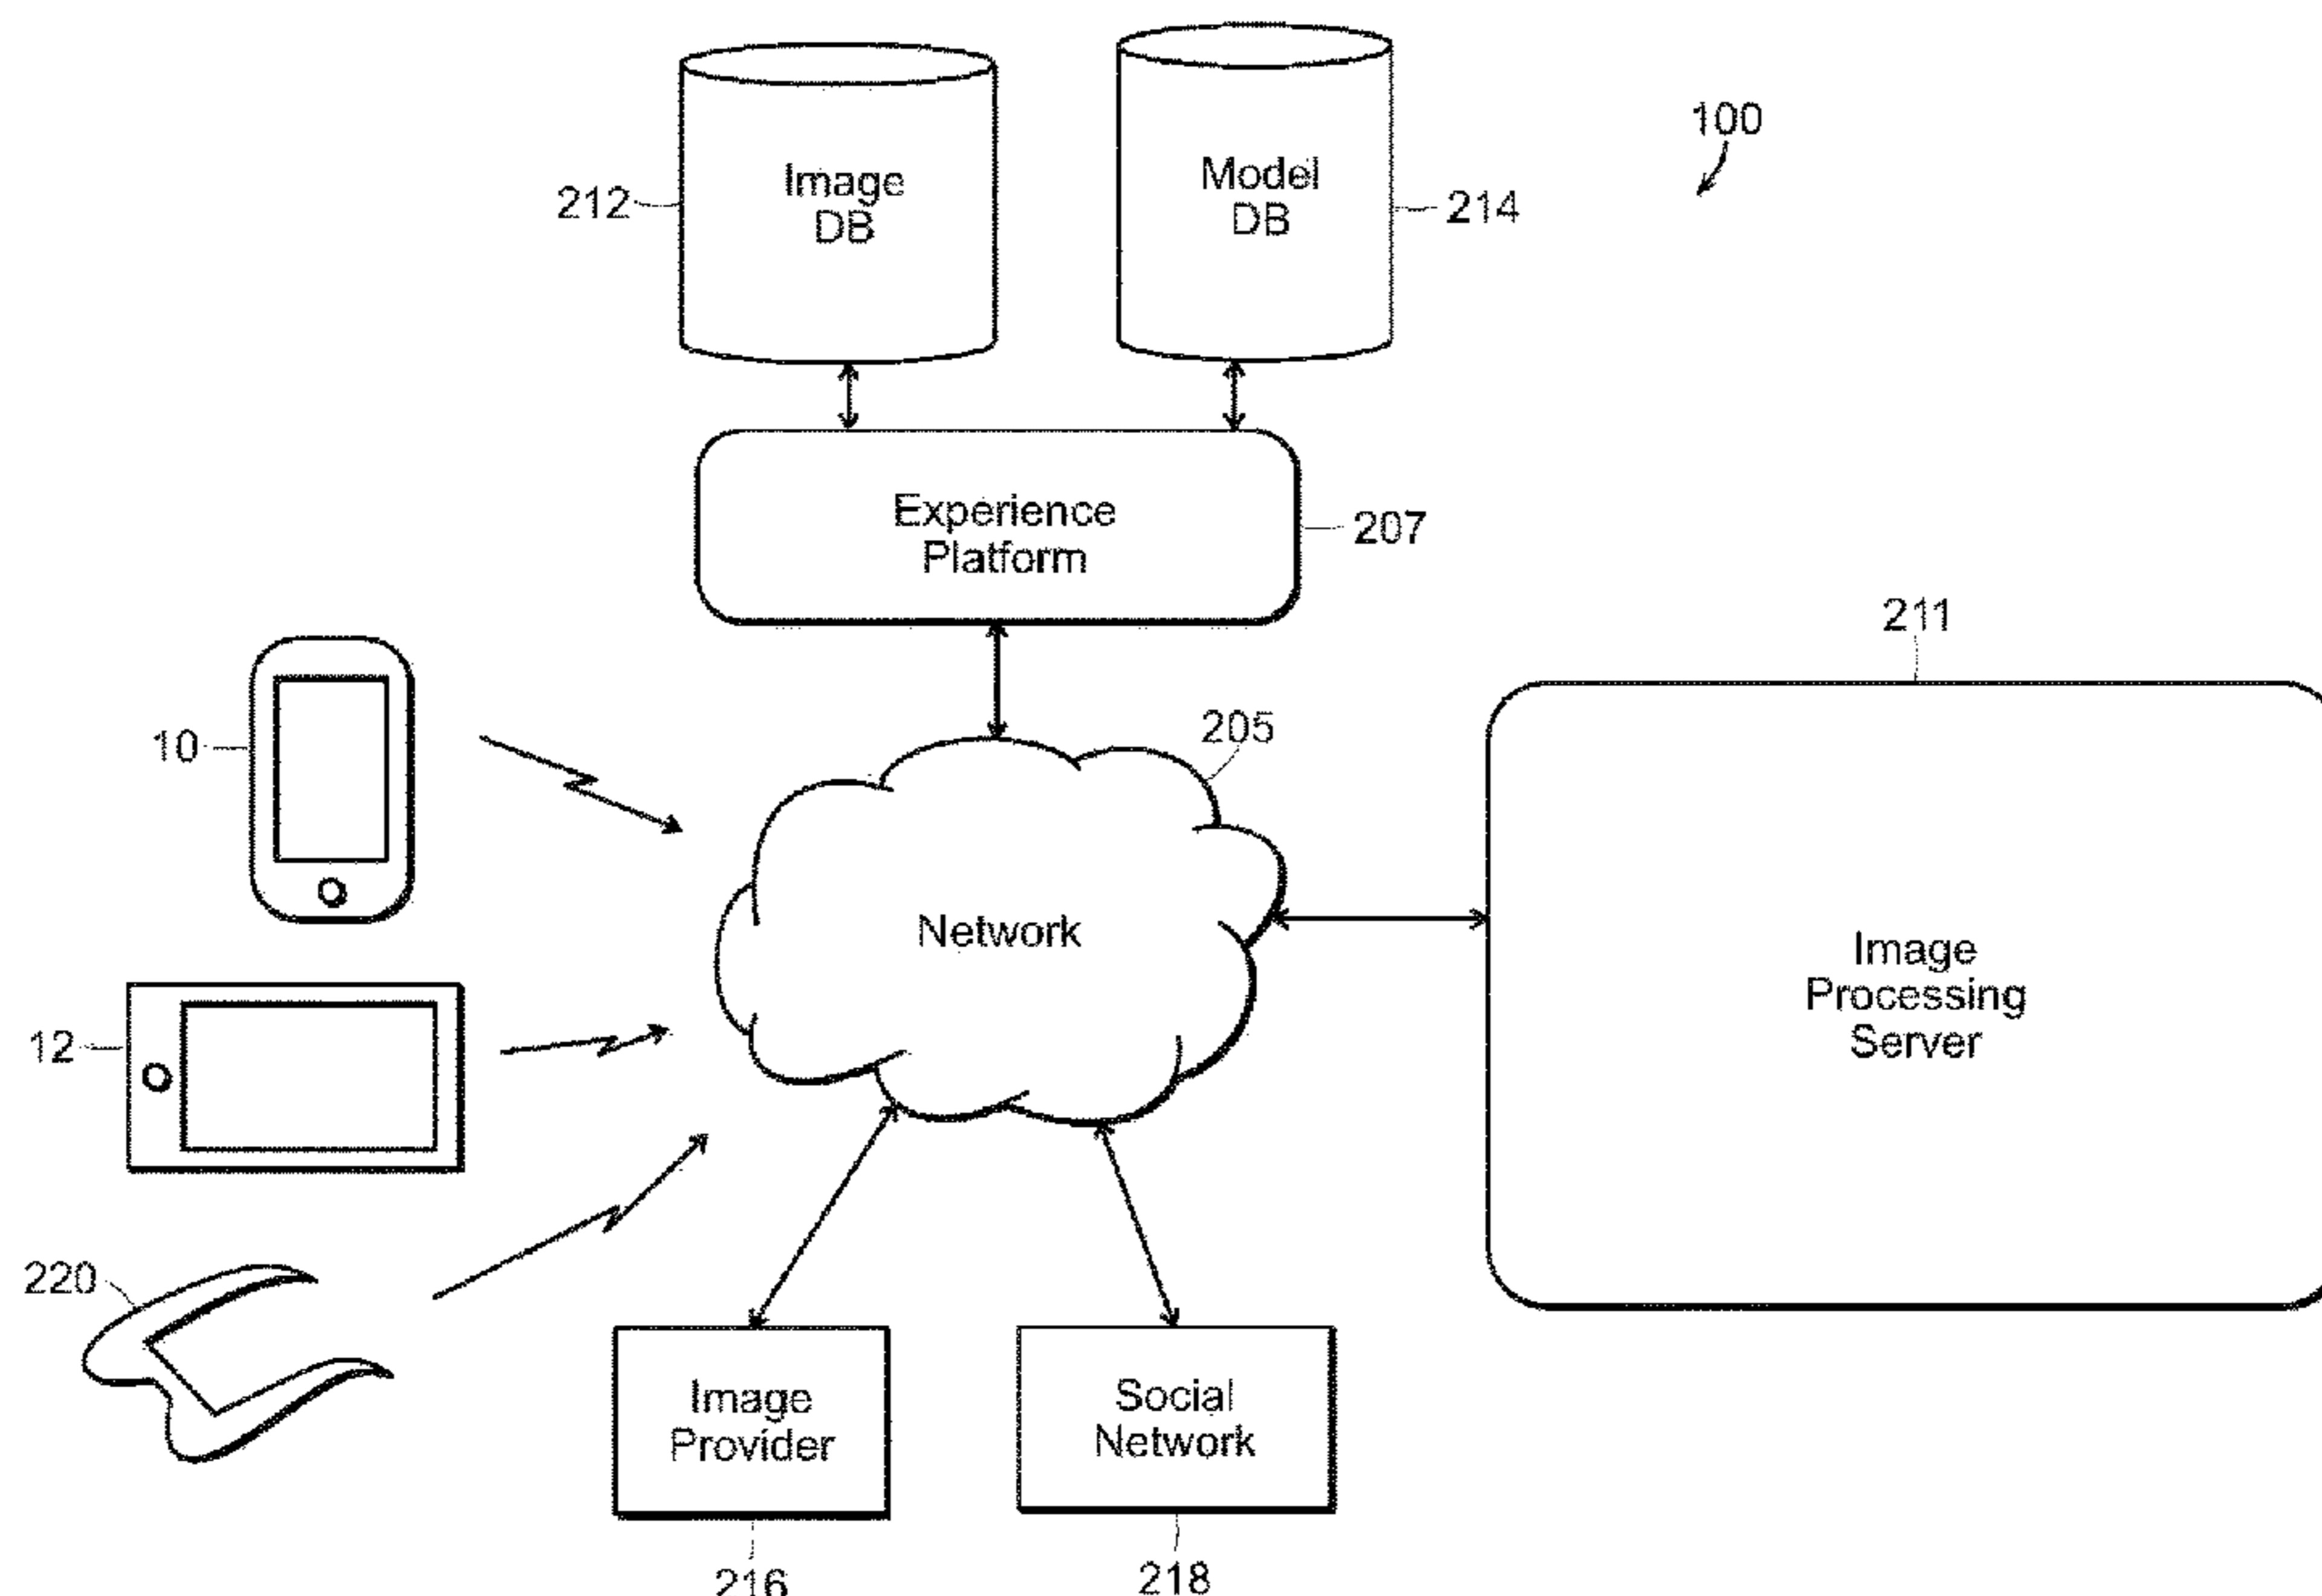 100
Image
DB
212
Model
DB
214
Experience
Platform
207
211
10
205
Network
Image
Processing
Server
12
220
Image
Provider
Social
Network
216
218